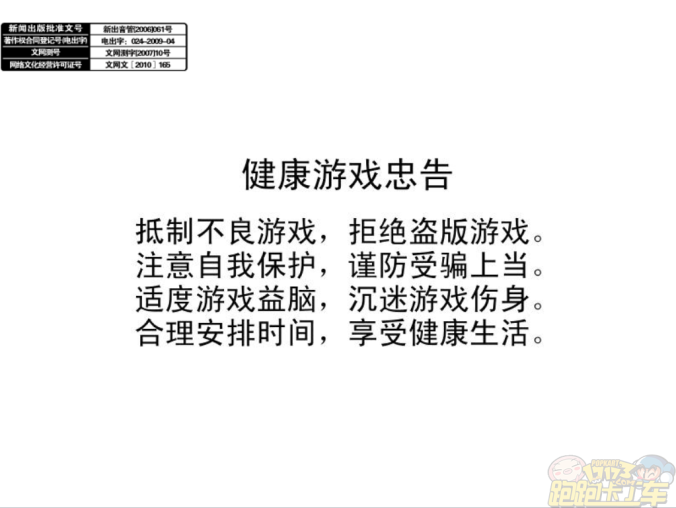 新闻出版批准文号 新出音管[2006]061号
著作权合同登记号(电出字) 电出字：024-2009-04
文网测号 文网测字[2007]10号
网络文化经营许可证号 文网文［2010］165
健康游戏忠告
抵制不良游戏，拒绝盗版游戏。
注意自我保护，谨防受骗上当。
适度游戏益脑，沉迷游戏伤身。
合理安排时间，享受健康生活。
POPKART
17173
跑跑卡丁车